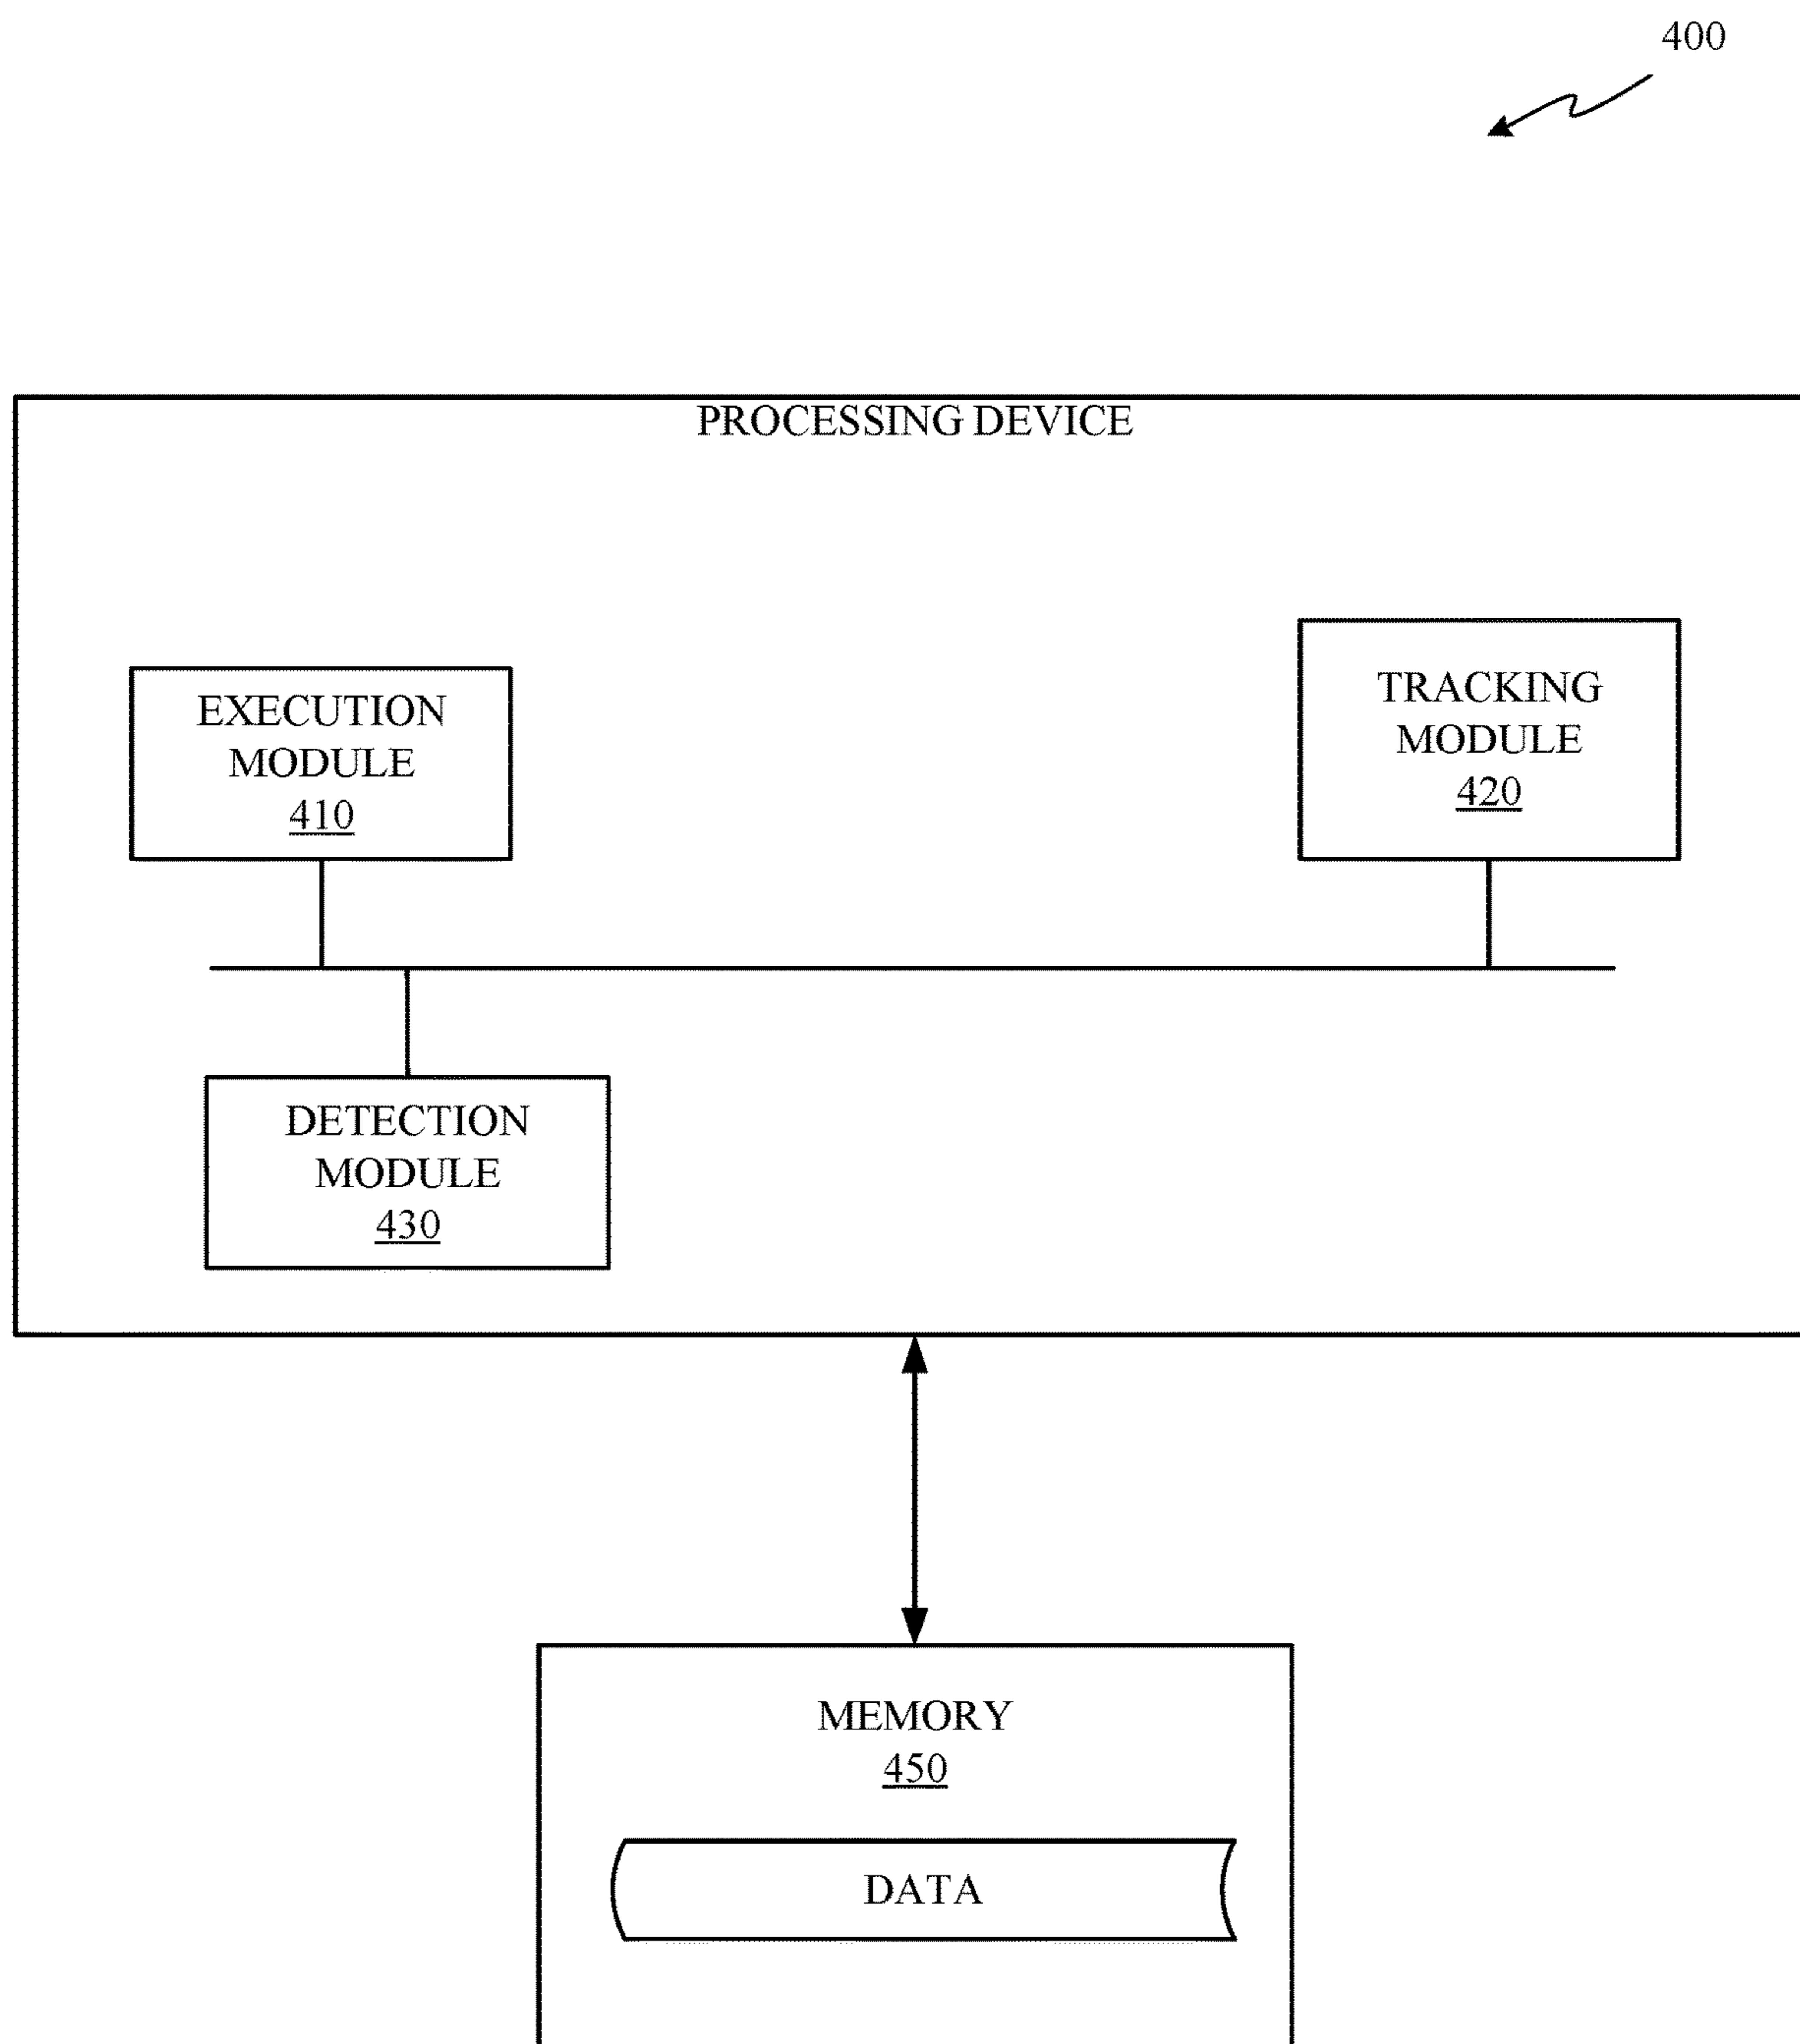 400
PROCESSING DEVICE
EXECUTION
MODULE
410
TRACKING
MODULE
420
DETECTION
MODULE
430
MEMORY
450
DATA